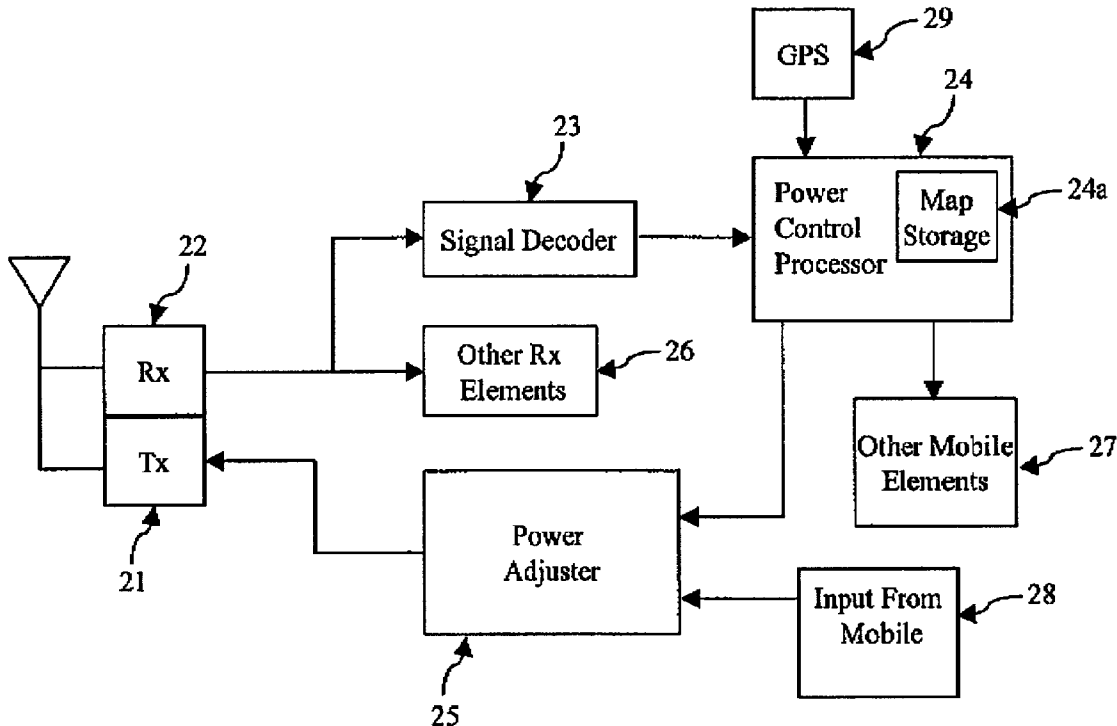 GPS
29
24
23
Power
Control
Processor
Map
Storage
24a
Signal Decoder
22
Rx
Other Rx
Elements
26
Tx
Other Mobile
Elements
27
21
Power
Adjuster
Input From
Mobile
28
25